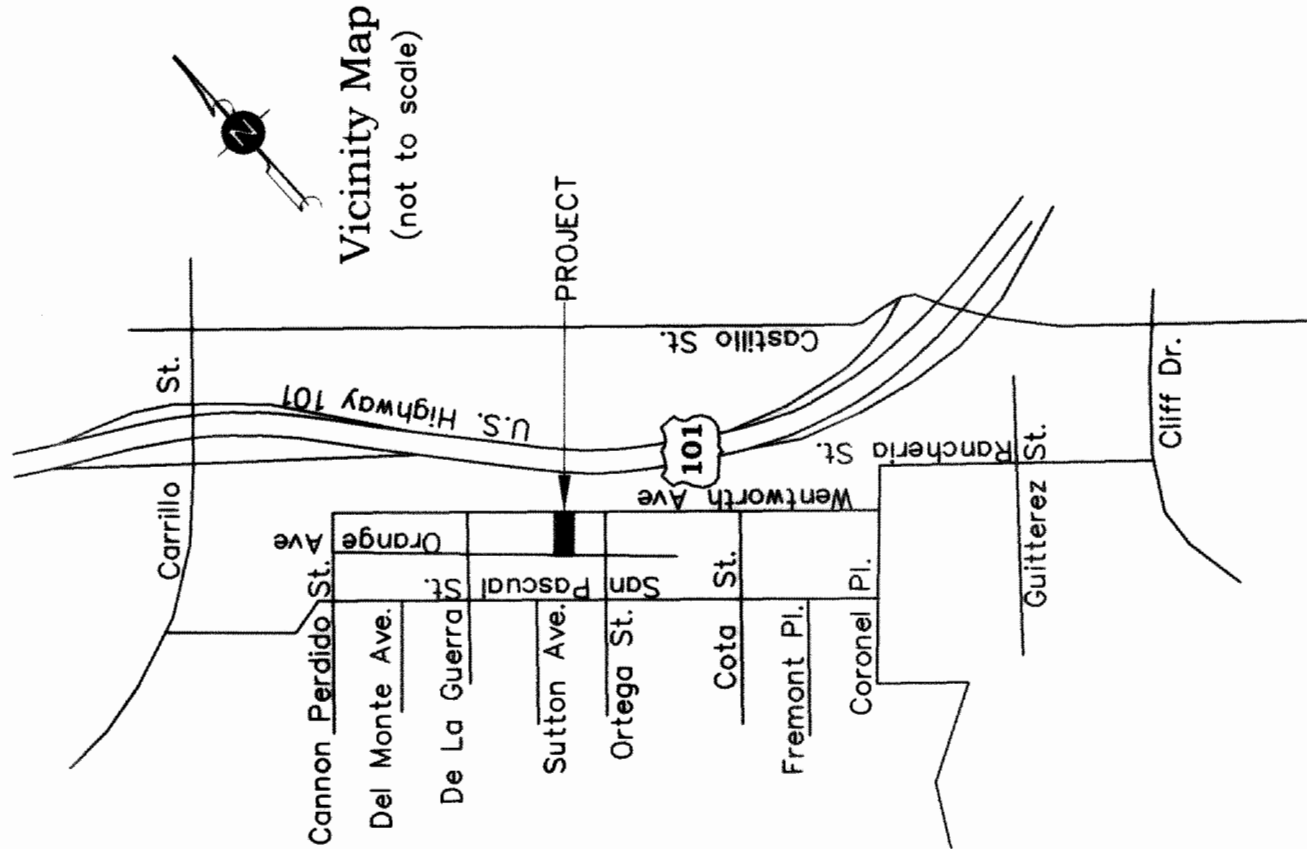 Vicinity Map
(not to scale)
N
PROJECT
Carrillo St.
Castillo St.
U.S. Highway 101
101
Rancheria St.
Wentworth Ave
Orange Ave
San Pascual St.
Cannon Perdido St.
Del Monte Ave.
De La Guerra
Sutton Ave.
Ortega St.
Cota St.
Fremont Pl.
Coronel Pl.
Guitterez St.
Cliff Dr.